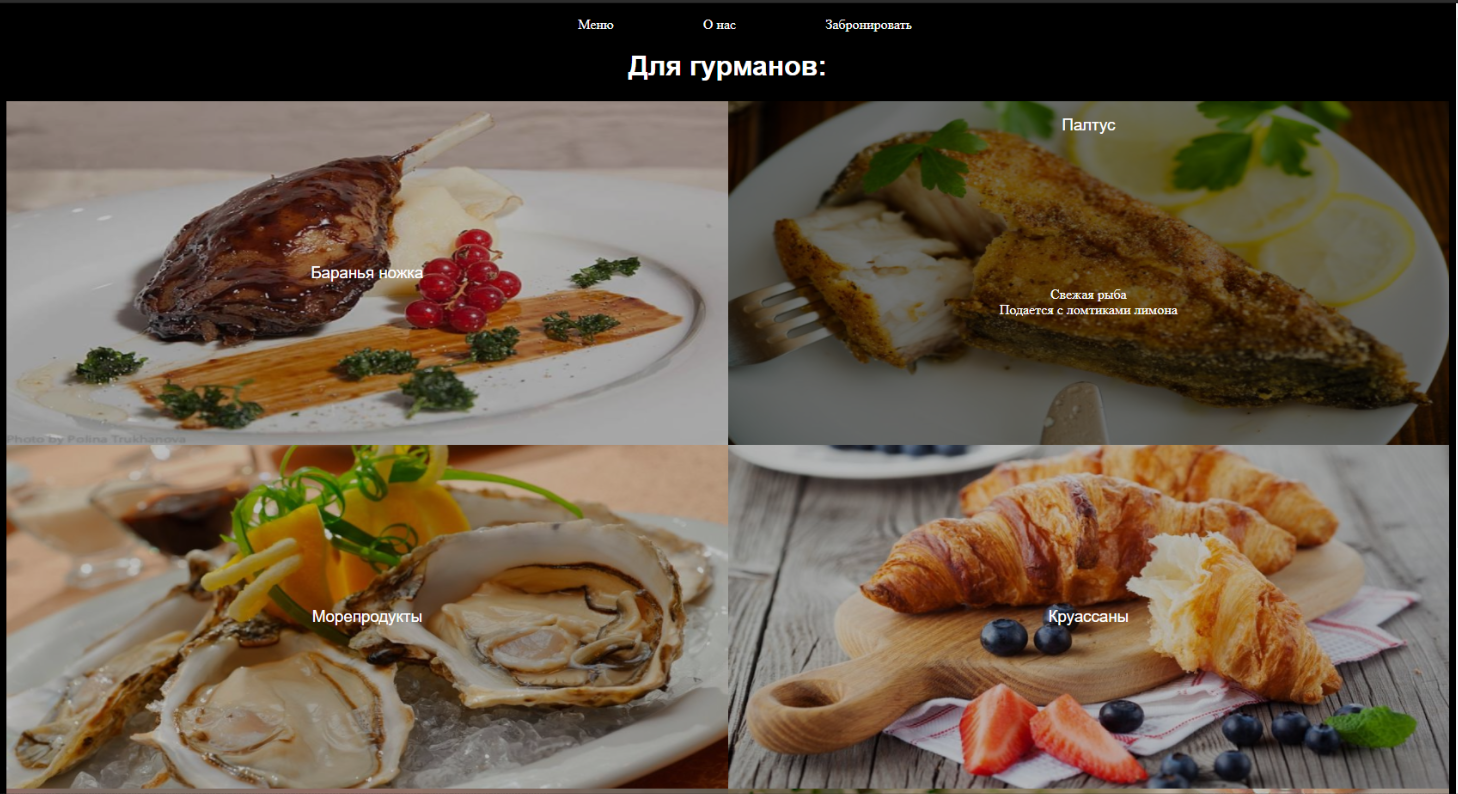 Меню
О нас
Забронировать
Для гурманов:
Баранья ножка
Палтус
Свежая рыба
Подается с ломтиками лимона
Photo by Polina Trukhanova
Морепродукты
Круассаны